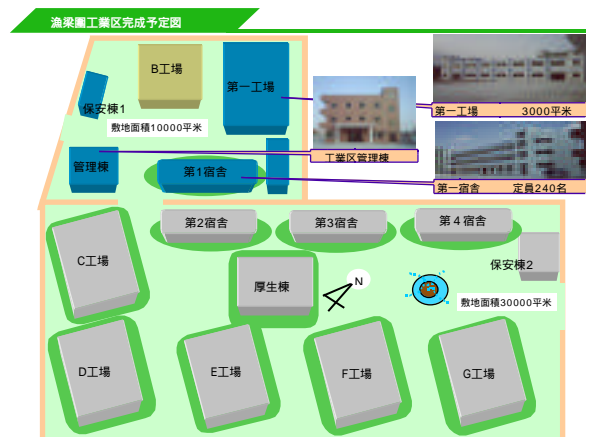 漁梁圍工業区完成予定図
B工場
第一工場
保安棟1
敷地面積10000平米
第一工場 3000平米
工業区管理棟
管理棟
第1宿舎
第一宿舎 定員240名
第2宿舎
第3宿舎
第４宿舎
C工場
保安棟2
厚生棟
N
敷地面積30000平米
D工場
E工場
F工場
G工場